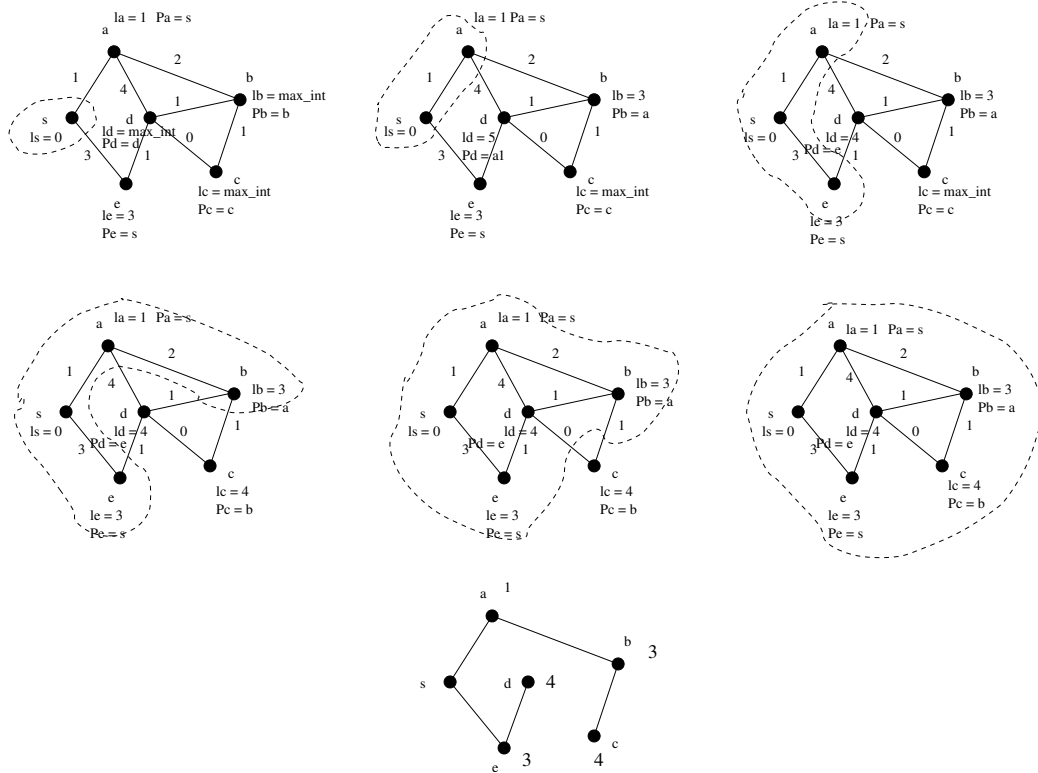 la = 1 Pa = s
a
1
2
b
lb = max_int
Pb = b
4
1
s
ls = 0
d
ld = max_int
Pd = d
0
1
3
1
c
lc = max_int
Pc = c
e
le = 3
Pe = s
la = 1 Pa = s
a
1
2
b
lb = 3
Pb = a
4
1
s
ls = 0
d
ld = 5
Pd = a1
0
1
3
c
lc = max_int
Pc = c
e
le = 3
Pe = s
la = 1 Pa = s
a
1
2
b
lb = 3
Pb = a
4
1
s
ls = 0
d
ld = 4
Pd = e
0
1
3
1
c
lc = max_int
Pc = c
e
le = 3
Pe = s
la = 1 Pa = s
a
1
2
b
lb = 3
Pb = a
4
1
s
ls = 0
d
ld = 4
Pd = e
0
1
3
1
c
lc = 4
Pc = b
e
le = 3
Pe = s
la = 1 Pa = s
a
1
2
b
lb = 3
Pb = a
4
1
s
ls = 0
d
ld = 4
Pd = e
0
1
3
1
c
lc = 4
Pc = b
e
le = 3
Pe = s
la = 1 Pa = s
a
1
2
b
lb = 3
Pb = a
4
1
s
ls = 0
d
ld = 4
Pd = e
0
1
3
1
c
lc = 4
Pc = b
e
le = 3
Pe = s
a
1
b
3
s
d
4
c
4
e
3